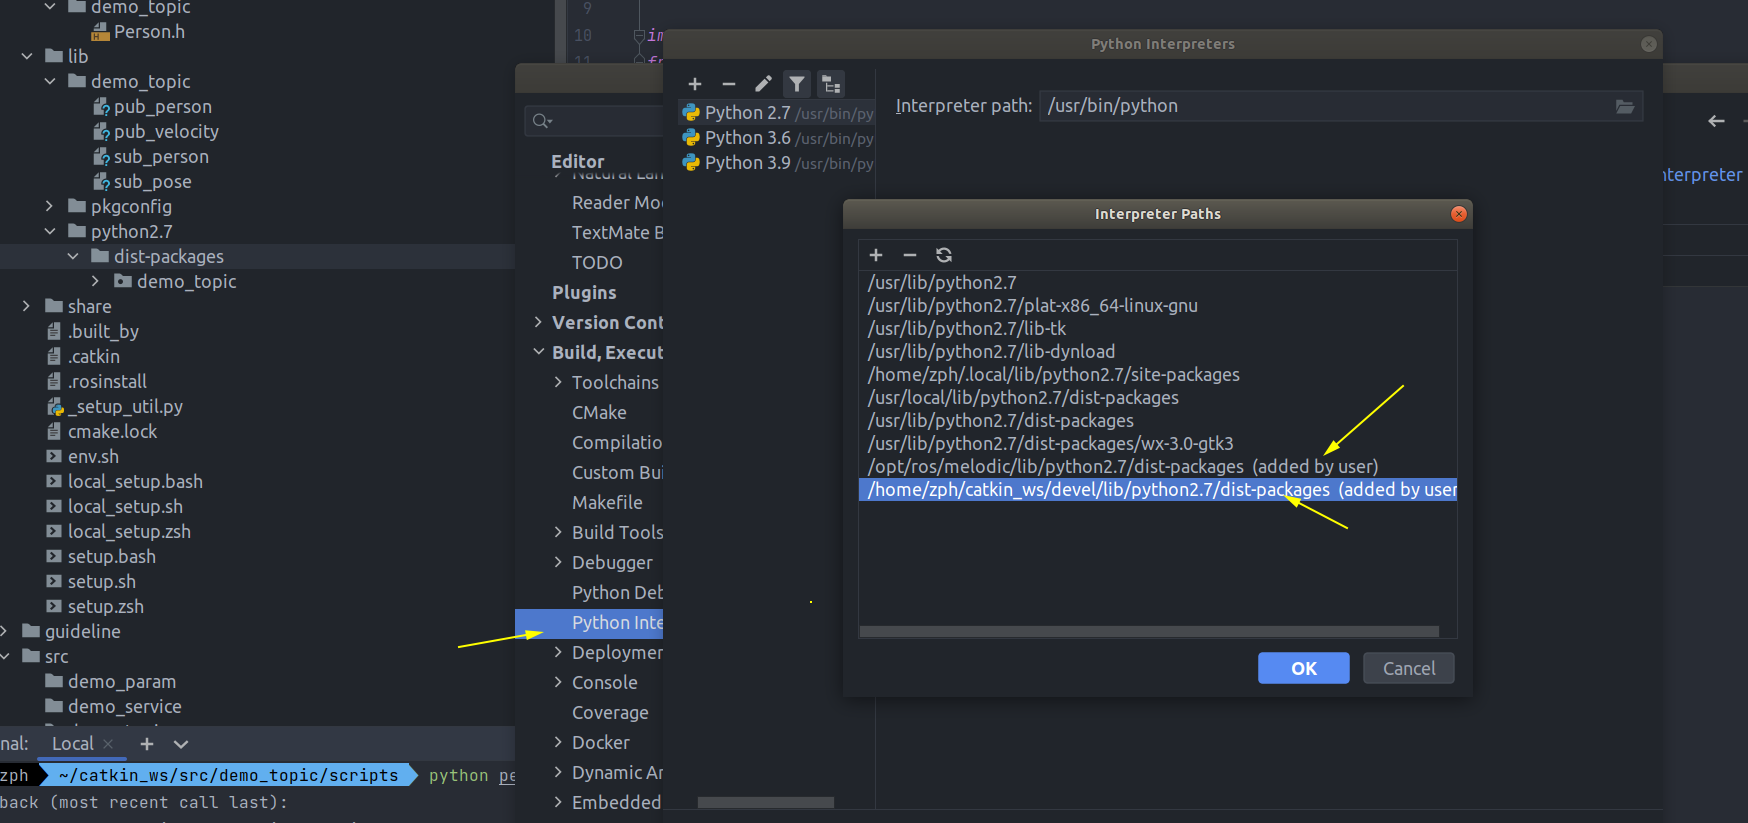 demo_topic
Person.h
lib
demo_topic
pub_person
pub_velocity
sub_person
sub_pose
pkgconfig
python2.7
dist-packages
demo_topic
share
.built_by
.catkin
.rosinstall
_setup_util.py
cmake.lock
env.sh
local_setup.bash
local_setup.sh
local_setup.zsh
setup.bash
setup.sh
setup.zsh
guideline
src
demo_param
demo_service
nal: Local
zph ~/catkin_ws/src/demo_topic/scripts python pe
back (most recent call last):
9
10 im
11
Editor
Natural Lan
Reader Mo
TextMate B
TODO
Plugins
Version Cont
Build, Execut
Toolchains
CMake
Compilatio
Custom Bui
Makefile
Build Tools
Debugger
Python Deb
Python Inte
Deploymen
Console
Coverage
Docker
Dynamic An
Embedded
Python Interpreters
Python 2.7 /usr/bin/py
Python 3.6 /usr/bin/py
Python 3.9 /usr/bin/py
Interpreter path: /usr/bin/python
nterpreter
Interpreter Paths
/usr/lib/python2.7
/usr/lib/python2.7/plat-x86_64-linux-gnu
/usr/lib/python2.7/lib-tk
/usr/lib/python2.7/lib-dynload
/home/zph/.local/lib/python2.7/site-packages
/usr/local/lib/python2.7/dist-packages
/usr/lib/python2.7/dist-packages
/usr/lib/python2.7/dist-packages/wx-3.0-gtk3
/opt/ros/melodic/lib/python2.7/dist-packages (added by user)
/home/zph/catkin_ws/devel/lib/python2.7/dist-packages (added by user
OK
Cancel